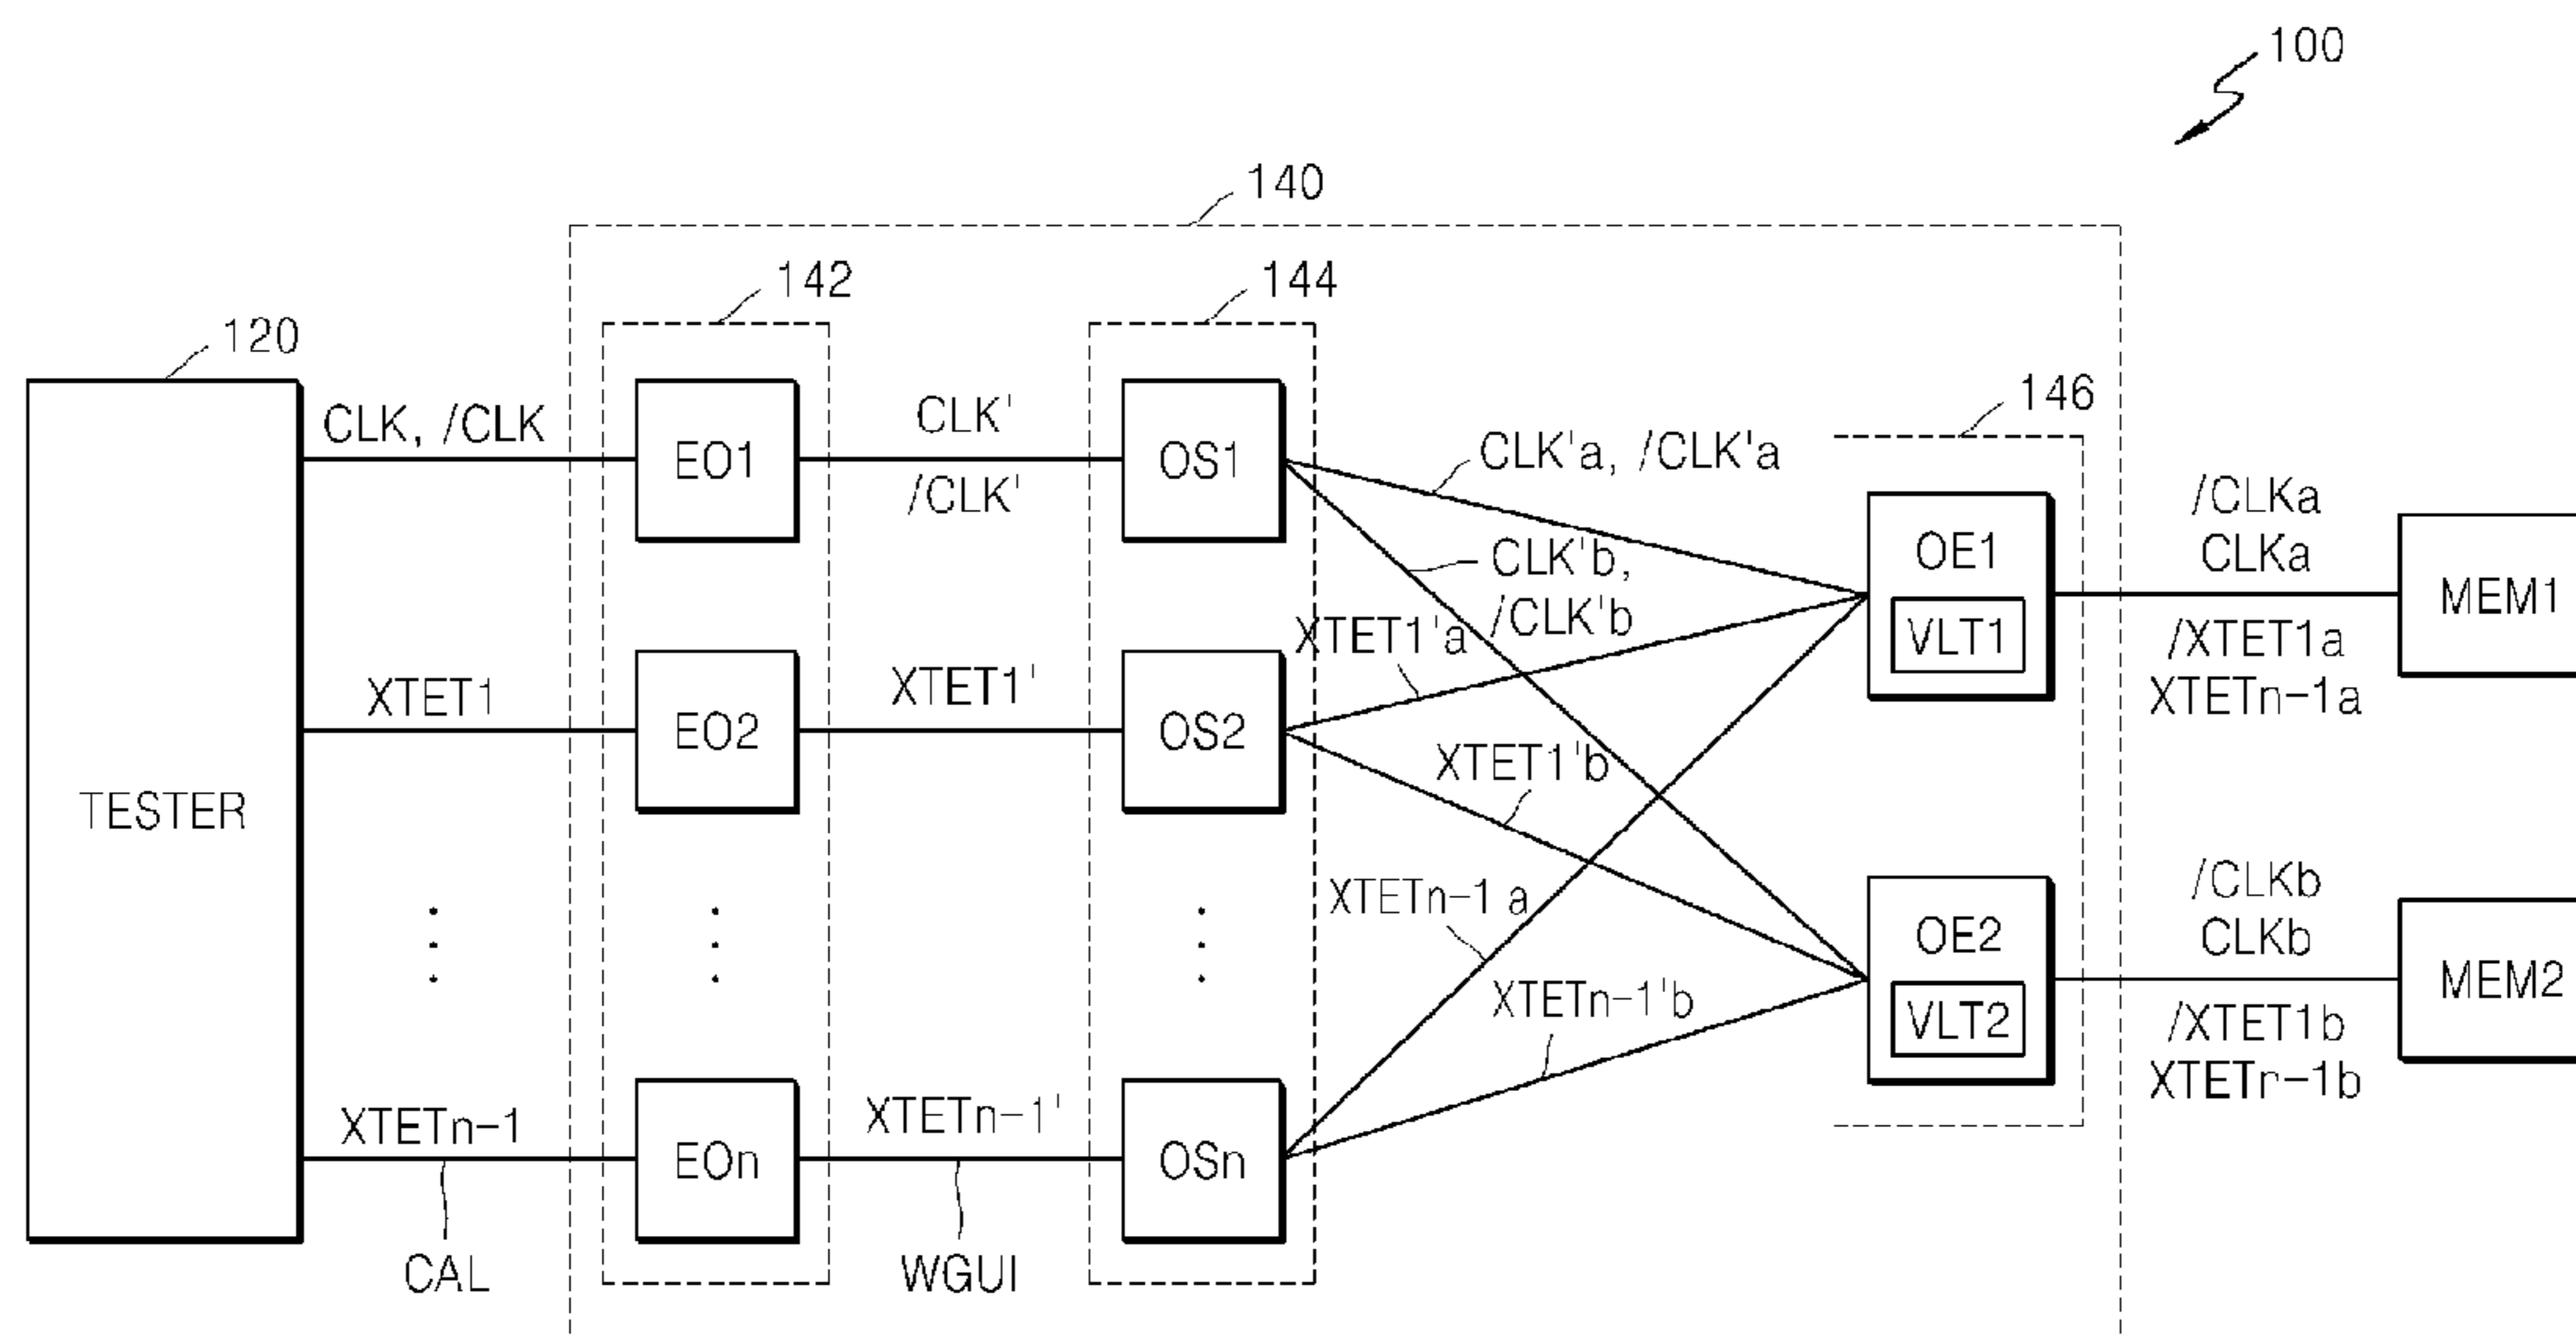 100
140
142
144
120
146
CLK, /CLK
EO1
CLK'
/CLK'
OS1
CLK'a, /CLK'a
CLK'b,
/CLK'b
OE1
VLT1
/CLKa
CLKa
/XTET1a
XTETn-1a
MEM1
TESTER
XTET1
EO2
XTET1'
OS2
XTET1'a
XTET1'b
XTETn-1 a
XTETn-1'b
OE2
VLT2
/CLKb
CLKb
/XTET1b
XTETn-1b
MEM2
XTETn-1
CAL
EOn
XTETn-1'
WGUI
OSn